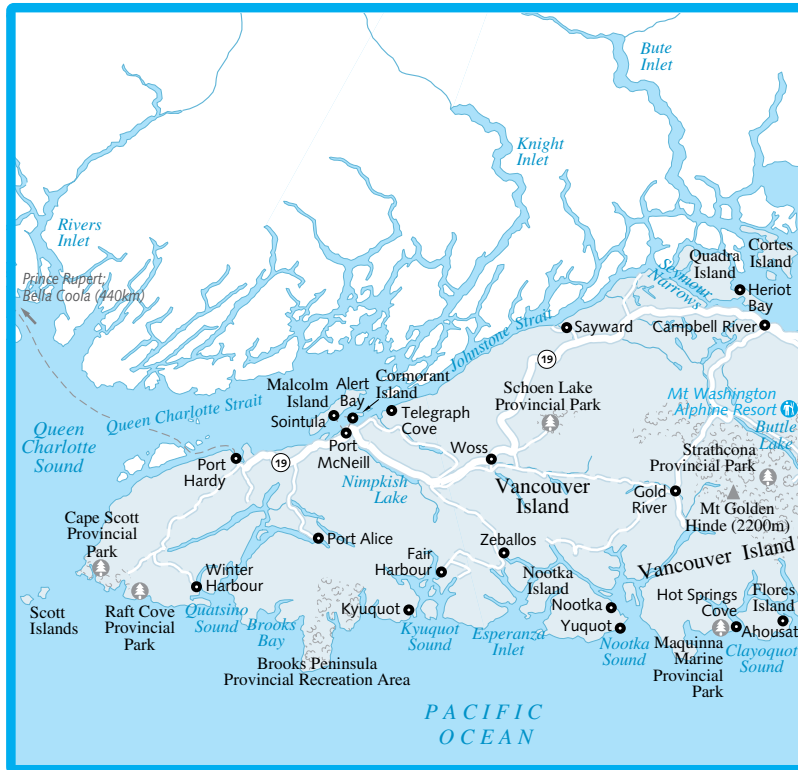 Bute
Inlet
Knight
Inlet
Rivers
Inlet
Prince Rupert;
Bella Coola (440km)
Cortes
Island
Quadra
Island
Seymour
Narrows
Heriot
Bay
Campbell River
Sayward
Johnstone Strait
19
Schoen Lake
Provincial Park
Mt Washington
Alphine Resort
Buttle
Lake
Strathcona
Provincial Park
Cormorant
Island
Alert
Bay
Malcolm
Island
Sointula
Telegraph
Cove
Port
McNeill
Queen Charlotte Strait
Queen
Charlotte
Sound
Port
Hardy
19
Nimpkish
Lake
Woss
Vancouver
Island
Gold
River
Mt Golden
Hinde (2200m)
Cape Scott
Provincial
Park
Port Alice
Zeballos
Fair
Harbour
Vancouver Island
Winter
Harbour
Nootka
Island
Hot Springs
Cove
Flores
Island
Scott
Islands
Raft Cove
Provincial
Park
Quatsino
Sound
Brooks
Bay
Kyuquot
Kyuquot
Sound
Esperanza
Inlet
Nootka
Yuquot
Nootka
Sound
Ahousat
Maquinna
Marine
Provincial
Park
Clayoquot
Sound
Brooks Peninsula
Provincial Recreation Area
PACIFIC
OCEAN